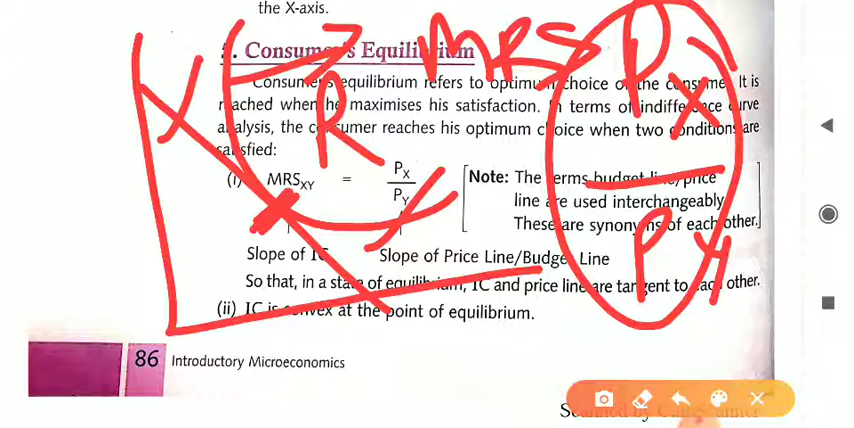 the X-axis.
5. Consumer's Equilibrium
Consumer's equilibrium refers to optimum choice of the consumer. It is
reached when he maximises his satisfaction. In terms of indifference curve
analysis, the consumer reaches his optimum choice when two conditions are
satisfied:
(i) MRSXY = PX / PY [Note: The terms budget line/price
line are used interchangeably.
These are synonyms of each other.]
Slope of IC Slope of Price Line/Budget Line
So that, in a state of equilibrium, IC and price line are tangent to each other.
(ii) IC is convex at the point of equilibrium.
86 Introductory Microeconomics
Scanned by CamScanner
MRS
R
Y
Px
Py